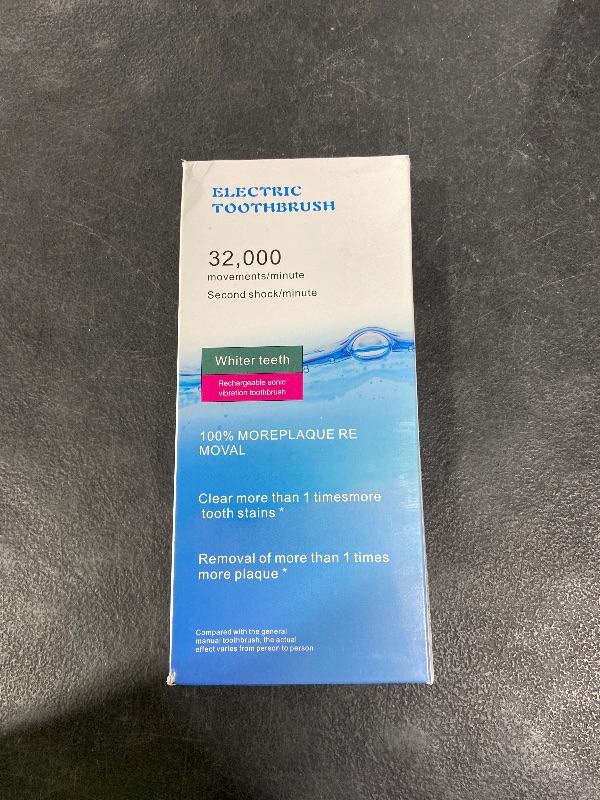 ELECTRIC
TOOTHBRUSH
32,000
movements/minute
Second shock/minute
Whiter teeth
Rechargeable sonic
vibration toothbrush
100% MOREPLAQUE RE
MOVAL
Clear more than 1 timesmore
tooth stains *
Removal of more than 1 times
more plaque *
Compared with the general
manual toothbrush, the actual
effect varies from person to person